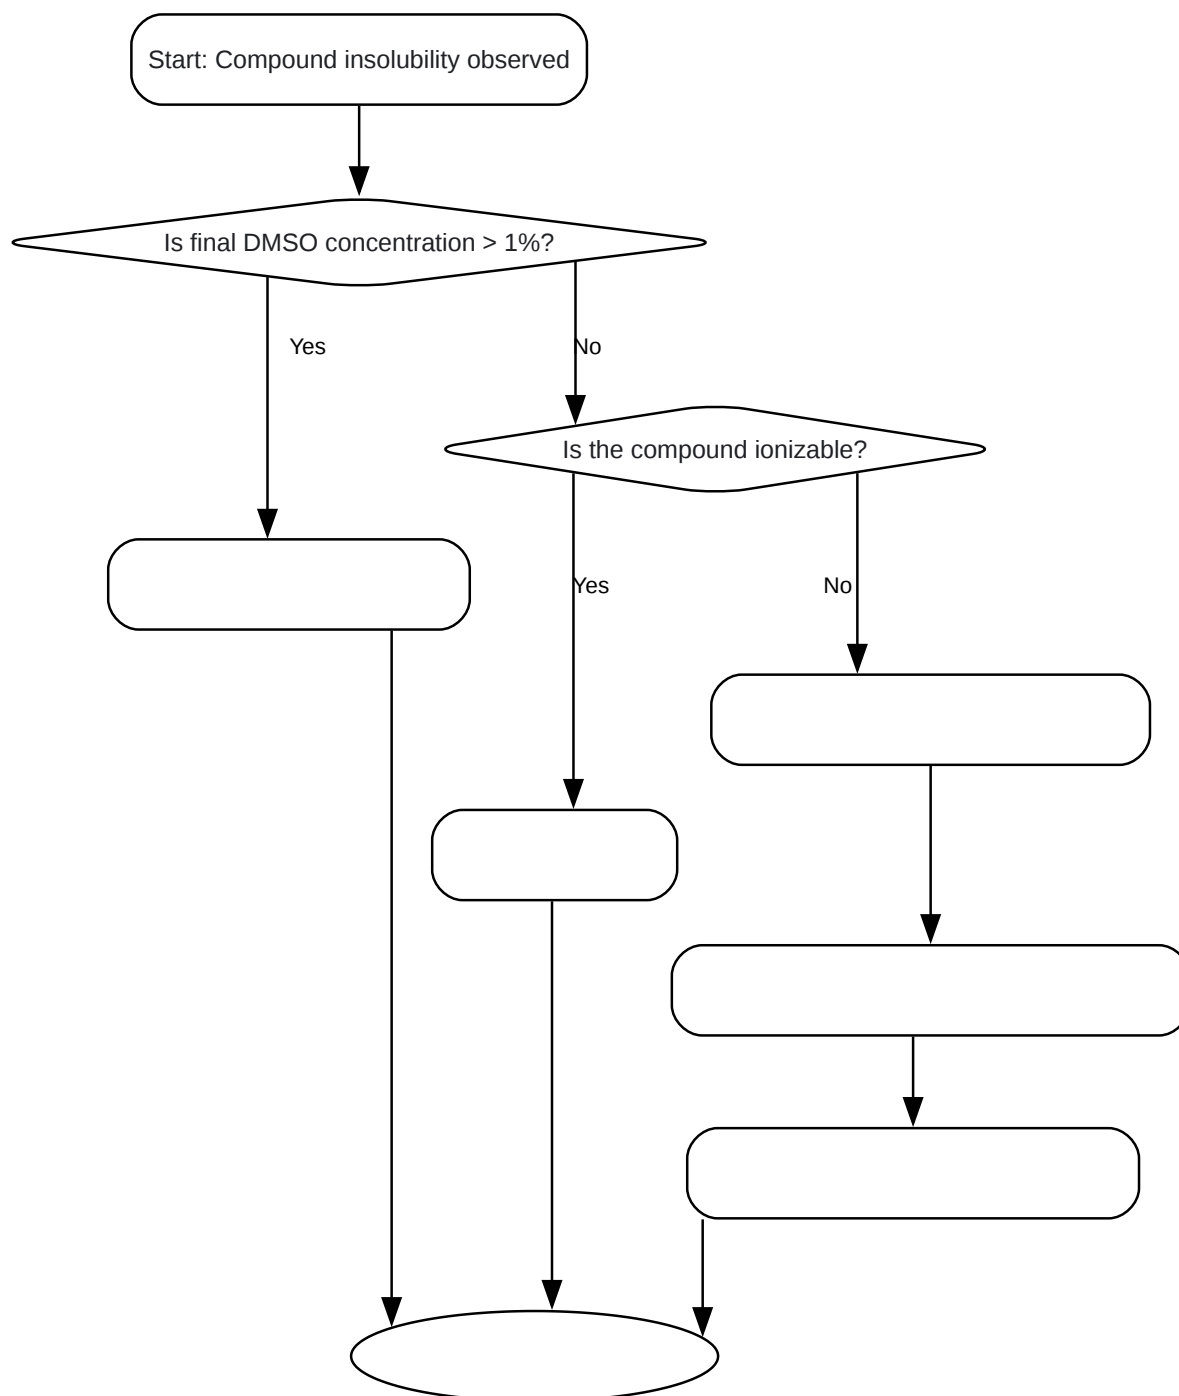 Start: Compound insolubility observed
Is final DMSO concentration > 1%?
Yes
No
Is the compound ionizable?
Yes
No